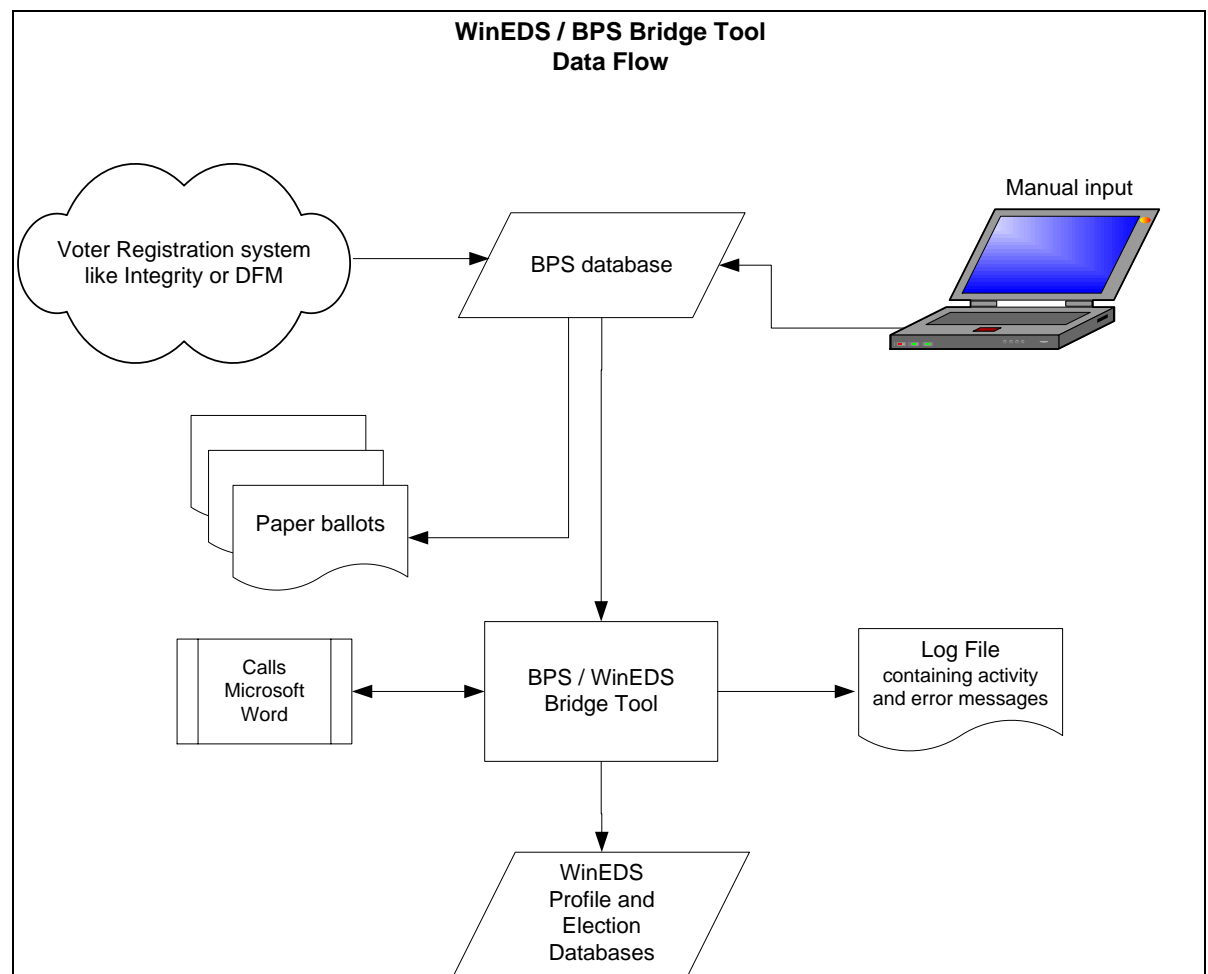 WinEDS / BPS Bridge Tool
Data Flow
Manual input
Voter Registration system
like Integrity or DFM
BPS database
Paper ballots
Calls
Microsoft
Word
BPS / WinEDS
Bridge Tool
Log File
containing activity
and error messages
WinEDS
Profile and
Election
Databases